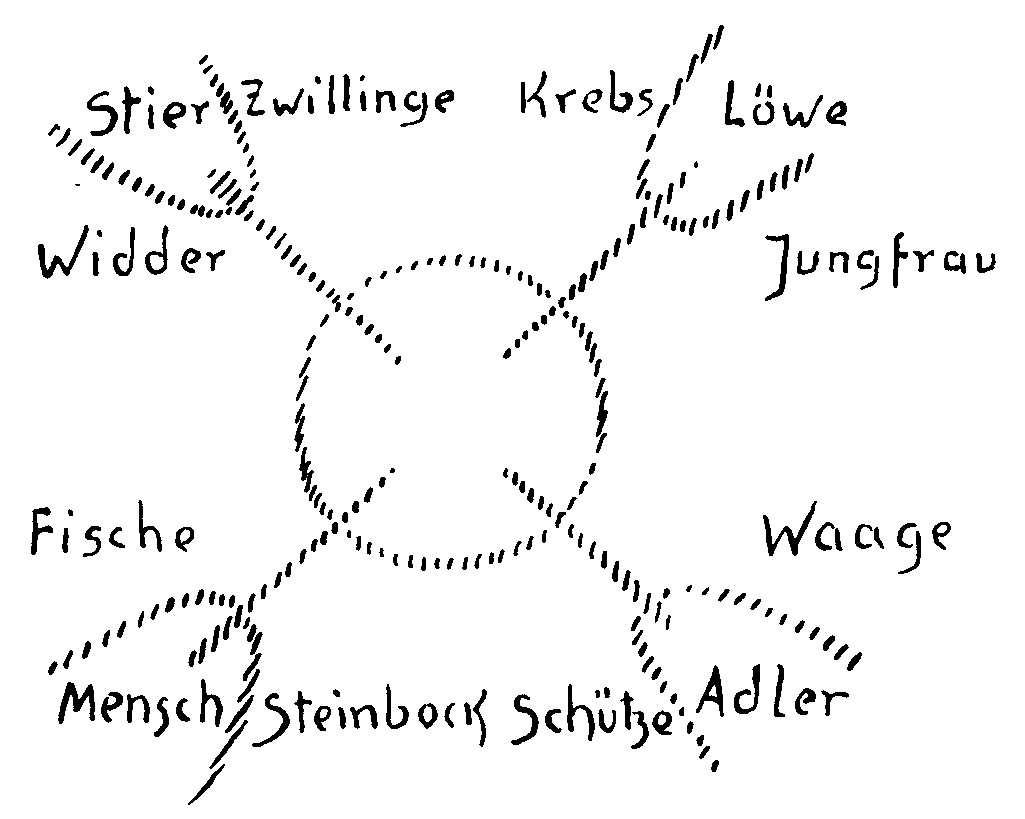 Stier Zwillinge Krebs Löwe
Widder Jungfrau
Fische Waage
Mensch Steinbock Schütze Adler